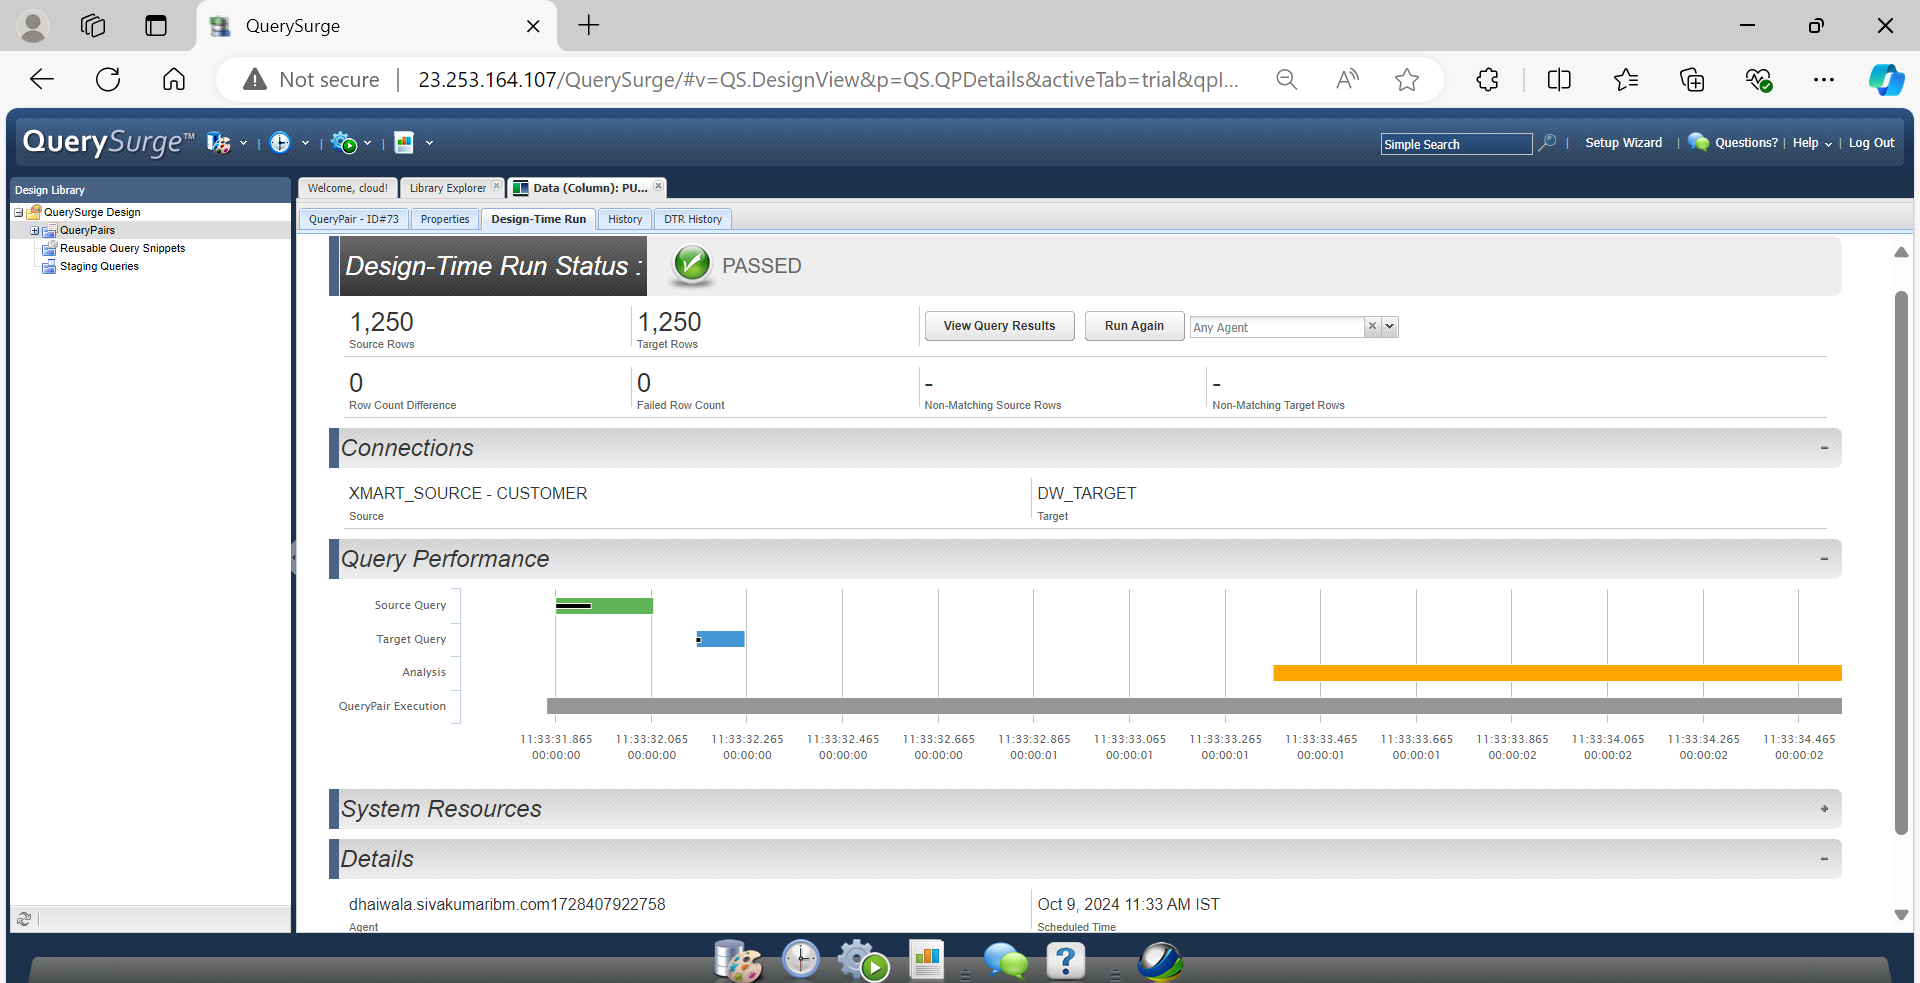 QuerySurge
Not secure
23.253.164.107/QuerySurge/#v=QS.DesignView&p=QS.QPDetails&activeTab=trial&qpI...
QuerySurge™
Simple Search
Setup Wizard
Questions?
Help
Log Out
Design Library
Welcome, cloud!
Library Explorer
Data (Column): PU...
QuerySurge Design
QueryPairs
Reusable Query Snippets
Staging Queries
QueryPair - ID#73
Properties
Design-Time Run
History
DTR History
Design-Time Run Status :
PASSED
1,250
Source Rows
1,250
Target Rows
View Query Results
Run Again
Any Agent
0
Row Count Difference
0
Failed Row Count
-
Non-Matching Source Rows
-
Non-Matching Target Rows
Connections
XMART_SOURCE - CUSTOMER
Source
DW_TARGET
Target
Query Performance
Source Query
Target Query
Analysis
QueryPair Execution
11:33:31.865 11:33:32.065 11:33:32.265 11:33:32.465 11:33:32.665 11:33:32.865 11:33:33.065 11:33:33.265 11:33:33.465 11:33:33.665 11:33:33.865 11:33:34.065 11:33:34.265 11:33:34.465
00:00:00 00:00:00 00:00:00 00:00:00 00:00:00 00:00:01 00:00:01 00:00:01 00:00:01 00:00:01 00:00:02 00:00:02 00:00:02 00:00:02
System Resources
Details
dhaiwala.sivakumaribm.com1728407922758
Agent
Oct 9, 2024 11:33 AM IST
Scheduled Time